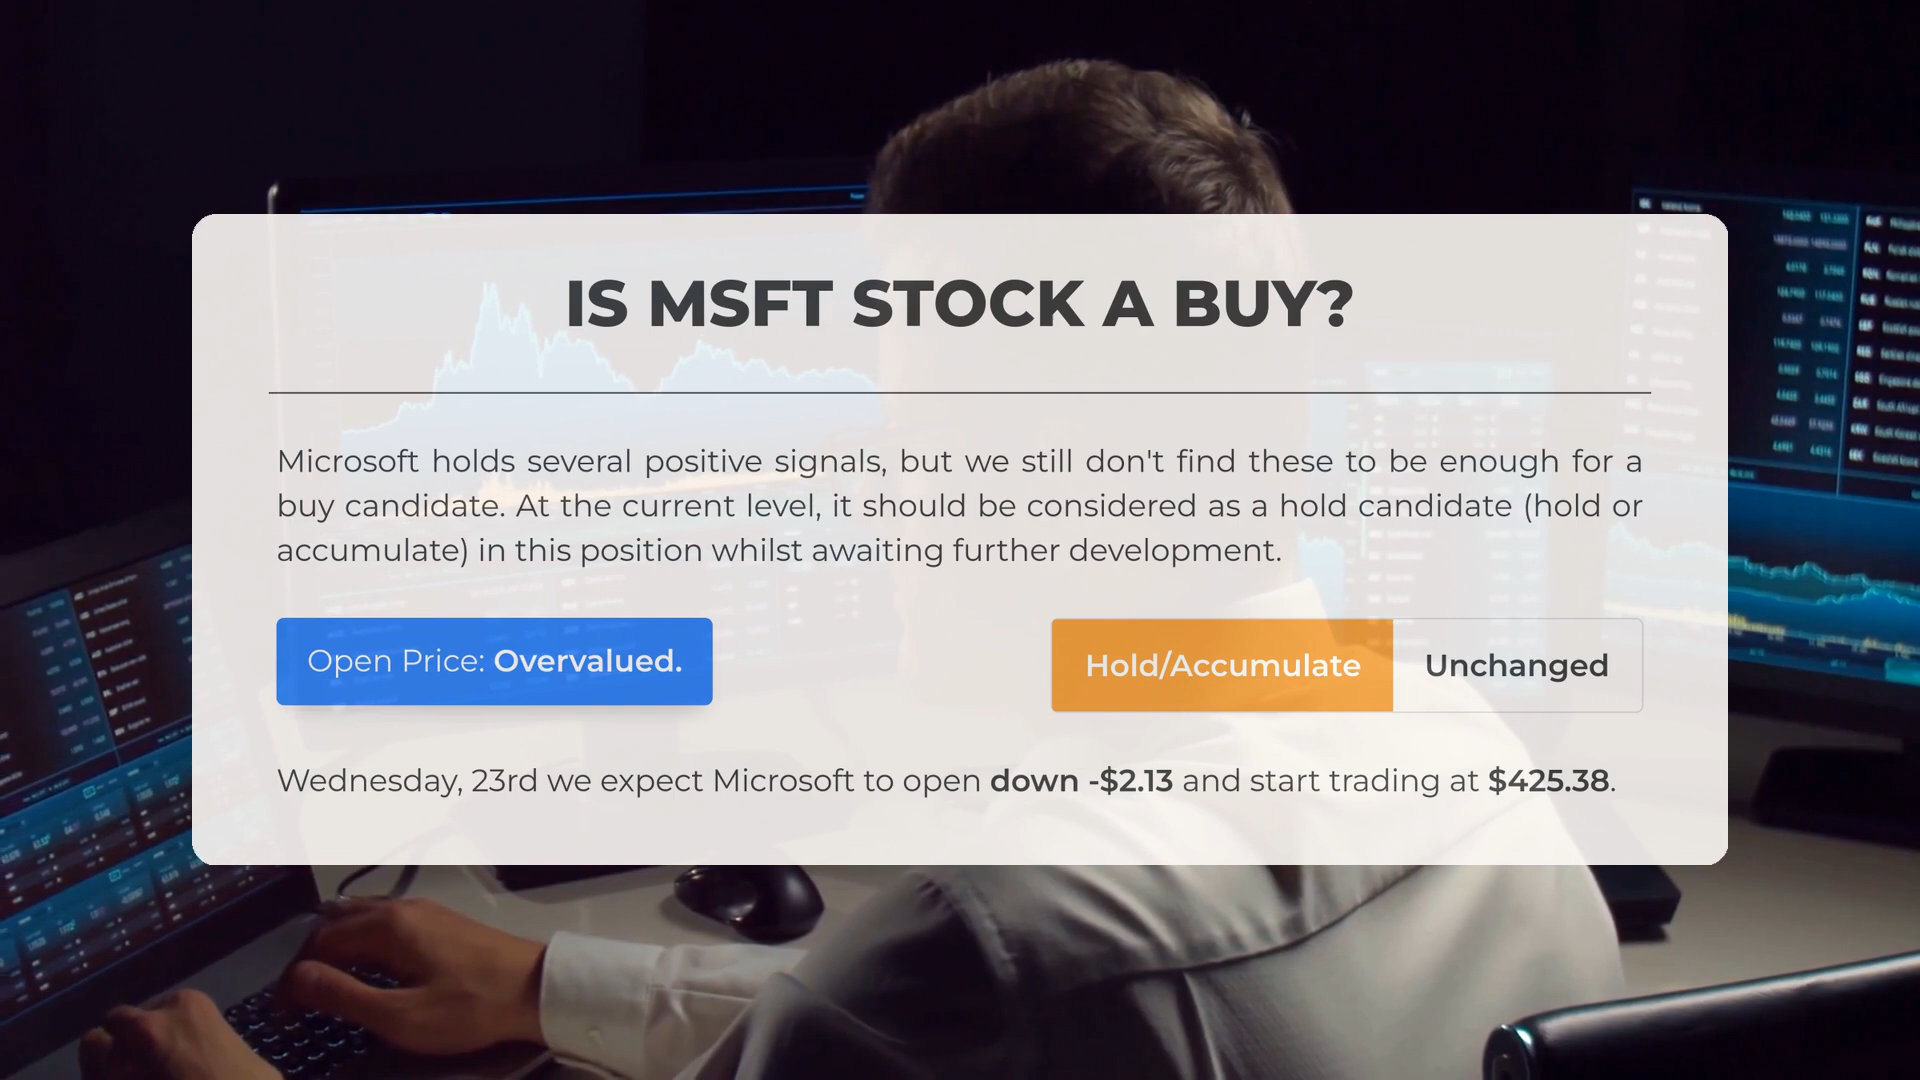 IS MSFT STOCK A BUY?
Microsoft holds several positive signals, but we still don't find these to be enough for a
buy candidate. At the current level, it should be considered as a hold candidate (hold or
accumulate) in this position whilst awaiting further development.
Open Price: Overvalued.
Hold/Accumulate Unchanged
Wednesday, 23rd we expect Microsoft to open down -$2.13 and start trading at $425.38.